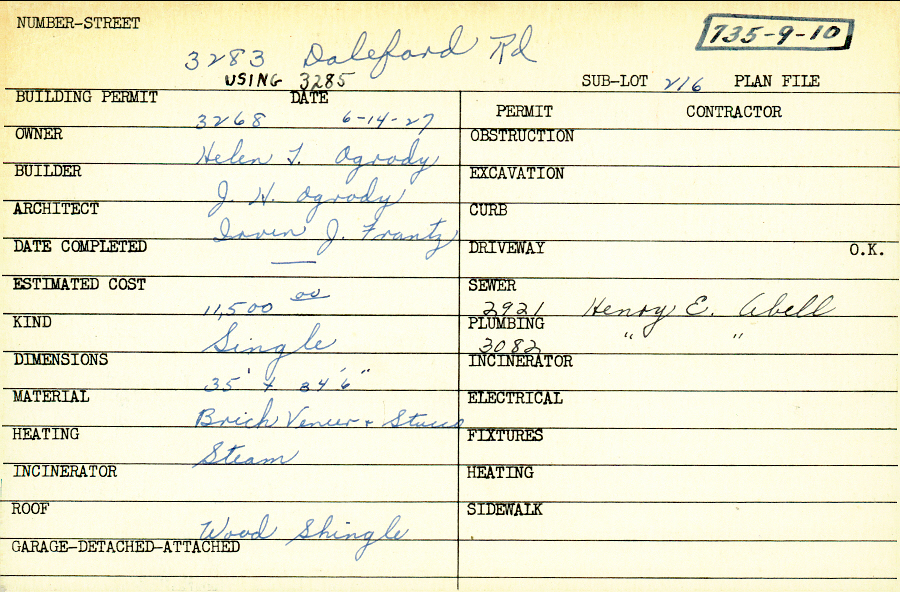 NUMBER-STREET
735-9-10
3283 Daleford Rd
USING 3285
SUB-LOT 216 PLAN FILE
BUILDING PERMIT DATE
3268 6-14-27
PERMIT CONTRACTOR
OWNER
Helen L. Ogrody
BUILDER
J. H. Ogrody
ARCHITECT
Irven J. Frantz
DATE COMPLETED
—
ESTIMATED COST
11,500 00
KIND
Single
DIMENSIONS
35' x 34'6"
MATERIAL
Brick Veneer + Stucco
HEATING
Steam
INCINERATOR
ROOF
Wood Shingle
GARAGE-DETACHED-ATTACHED
OBSTRUCTION
EXCAVATION
CURB
DRIVEWAY O.K.
SEWER
2921 Henry E. Abell
PLUMBING
3082 " "
INCINERATOR
ELECTRICAL
FIXTURES
HEATING
SIDEWALK